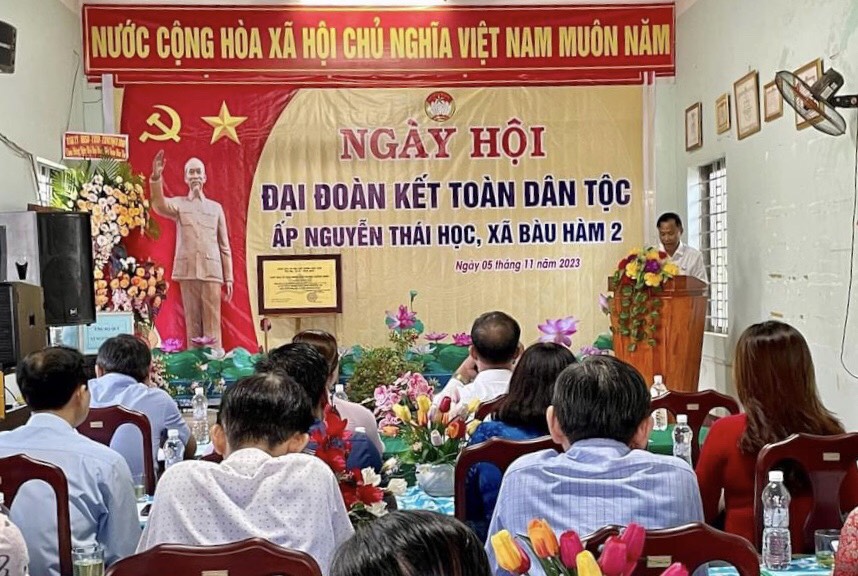 NƯỚC CỘNG HÒA XÃ HỘI CHỦ NGHĨA VIỆT NAM MUÔN NĂM
NGÀY HỘI
ĐẠI ĐOÀN KẾT TOÀN DÂN TỘC
ẤP NGUYỄN THÁI HỌC, XÃ BÀU HÀM 2
Ngày 05 tháng 11 năm 2023